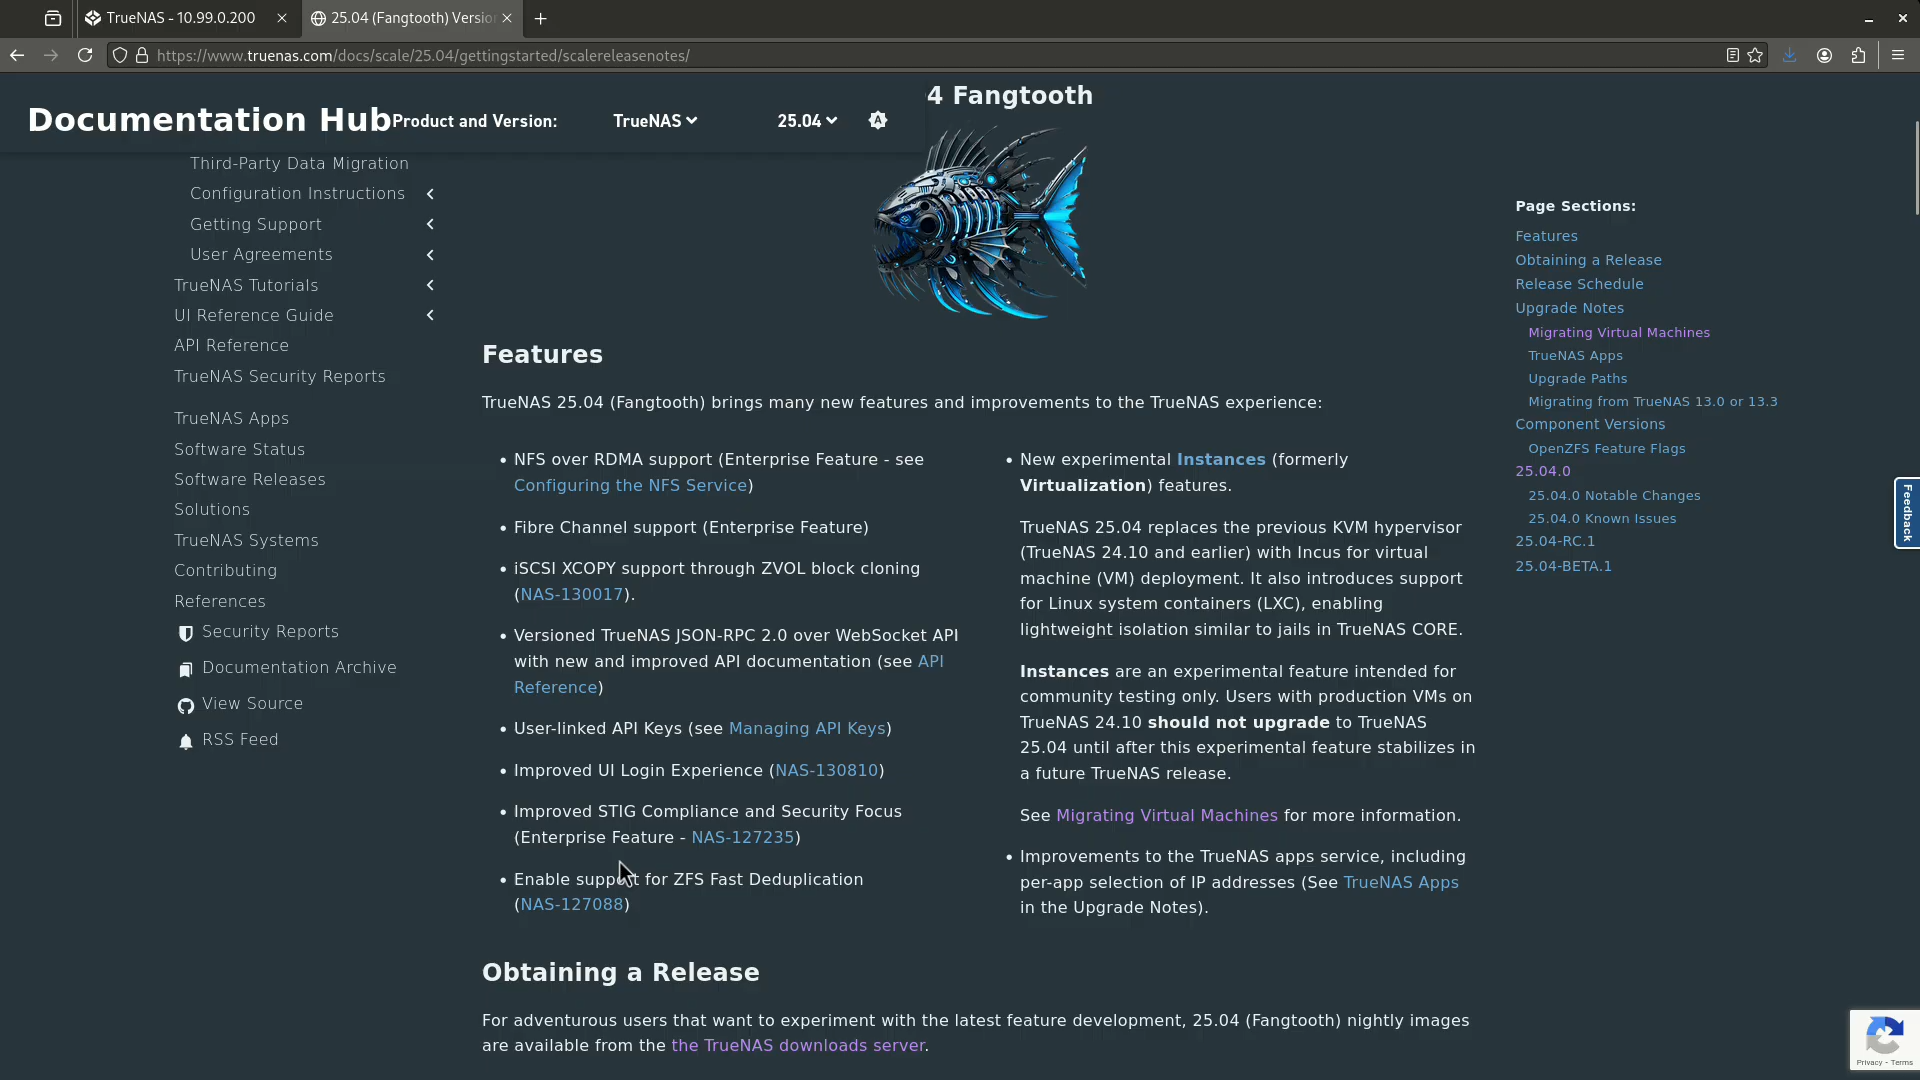 TrueNAS - 10.99.0.200
25.04 (Fangtooth) Versio
https://www.truenas.com/docs/scale/25.04/gettingstarted/scalereleasenotes/
Documentation Hub
Product and Version:
TrueNAS
25.04
4 Fangtooth
Third-Party Data Migration
Configuration Instructions
Getting Support
User Agreements
TrueNAS Tutorials
UI Reference Guide
API Reference
TrueNAS Security Reports
TrueNAS Apps
Software Status
Software Releases
Solutions
TrueNAS Systems
Contributing
References
Security Reports
Documentation Archive
View Source
RSS Feed
Features
TrueNAS 25.04 (Fangtooth) brings many new features and improvements to the TrueNAS experience:
• NFS over RDMA support (Enterprise Feature - see
Configuring the NFS Service)
• Fibre Channel support (Enterprise Feature)
• iSCSI XCOPY support through ZVOL block cloning
(NAS-130017).
• Versioned TrueNAS JSON-RPC 2.0 over WebSocket API
with new and improved API documentation (see API
Reference)
• User-linked API Keys (see Managing API Keys)
• Improved UI Login Experience (NAS-130810)
• Improved STIG Compliance and Security Focus
(Enterprise Feature - NAS-127235)
• Enable support for ZFS Fast Deduplication
(NAS-127088)
• New experimental Instances (formerly
Virtualization) features.
TrueNAS 25.04 replaces the previous KVM hypervisor
(TrueNAS 24.10 and earlier) with Incus for virtual
machine (VM) deployment. It also introduces support
for Linux system containers (LXC), enabling
lightweight isolation similar to jails in TrueNAS CORE.
Instances are an experimental feature intended for
community testing only. Users with production VMs on
TrueNAS 24.10 should not upgrade to TrueNAS
25.04 until after this experimental feature stabilizes in
a future TrueNAS release.
See Migrating Virtual Machines for more information.
• Improvements to the TrueNAS apps service, including
per-app selection of IP addresses (See TrueNAS Apps
in the Upgrade Notes).
Obtaining a Release
For adventurous users that want to experiment with the latest feature development, 25.04 (Fangtooth) nightly images
are available from the the TrueNAS downloads server.
Page Sections:
Features
Obtaining a Release
Release Schedule
Upgrade Notes
Migrating Virtual Machines
TrueNAS Apps
Upgrade Paths
Migrating from TrueNAS 13.0 or 13.3
Component Versions
OpenZFS Feature Flags
25.04.0
25.04.0 Notable Changes
25.04.0 Known Issues
25.04-RC.1
25.04-BETA.1
Feedback
Privacy - Terms